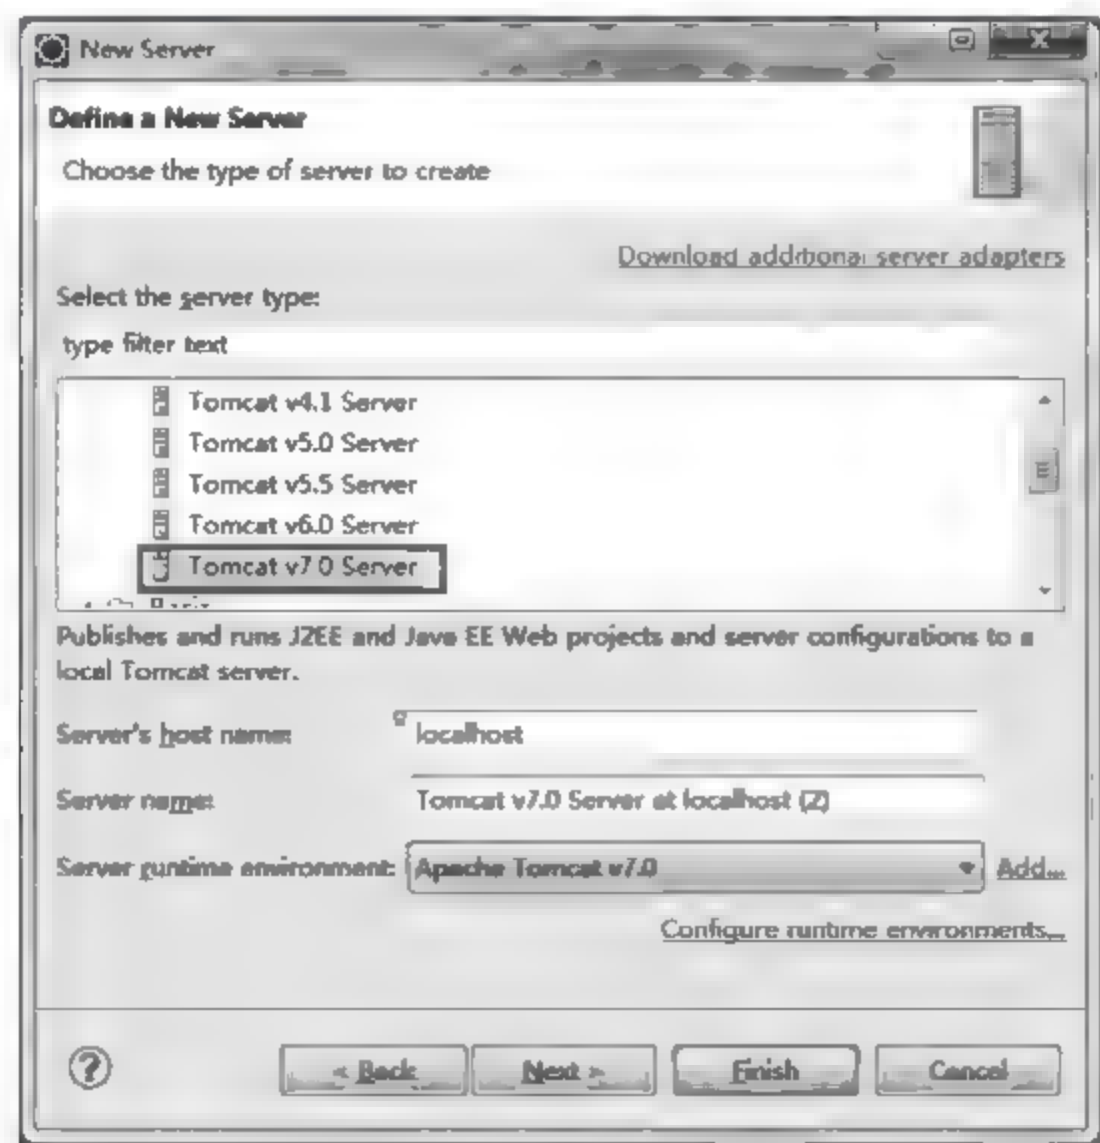 New Server
Define a New Server
Choose the type of server to create
Download additional server adapters
Select the server type:
type filter text
Tomcat v4.1 Server
Tomcat v5.0 Server
Tomcat v5.5 Server
Tomcat v6.0 Server
Tomcat v7.0 Server
Publishes and runs J2EE and Java EE Web projects and server configurations to a
local Tomcat server.
Server's host name: localhost
Server name: Tomcat v7.0 Server at localhost (2)
Server runtime environment: Apache Tomcat v7.0 Add...
Configure runtime environments...
? < Back Next > Finish Cancel